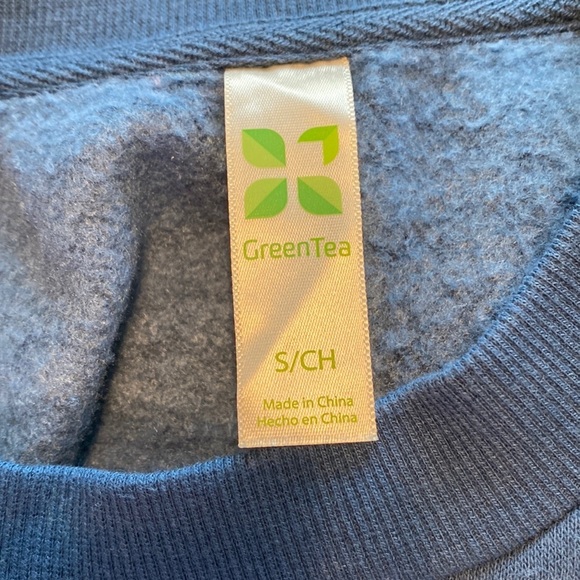 GreenTea
S/CH
Made in China
Hecho en China